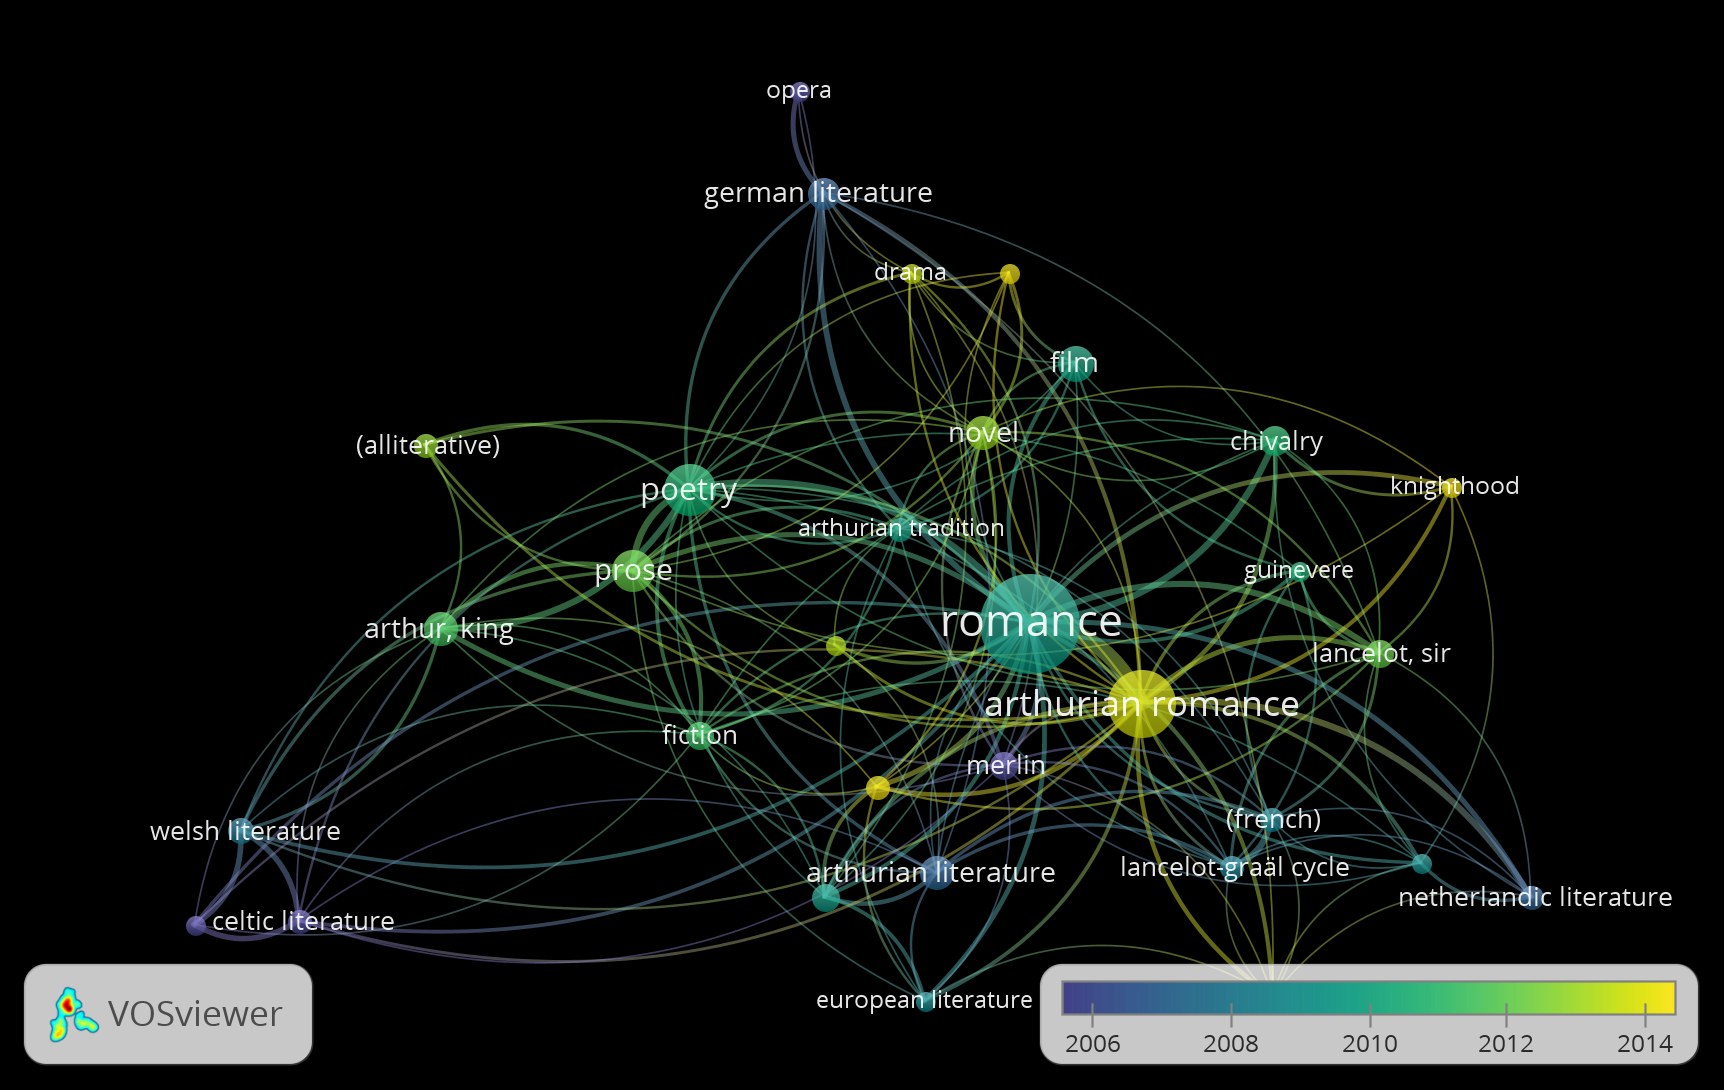 opera
german literature
drama
film
novel
(alliterative)
chivalry
knighthood
poetry
arthurian tradition
prose
guinevere
romance
arthur, king
lancelot, sir
arthurian romance
fiction
merlin
(french)
welsh literature
lancelot-graäl cycle
arthurian literature
netherlandic literature
celtic literature
european literature
VOSviewer
2006 2008 2010 2012 2014